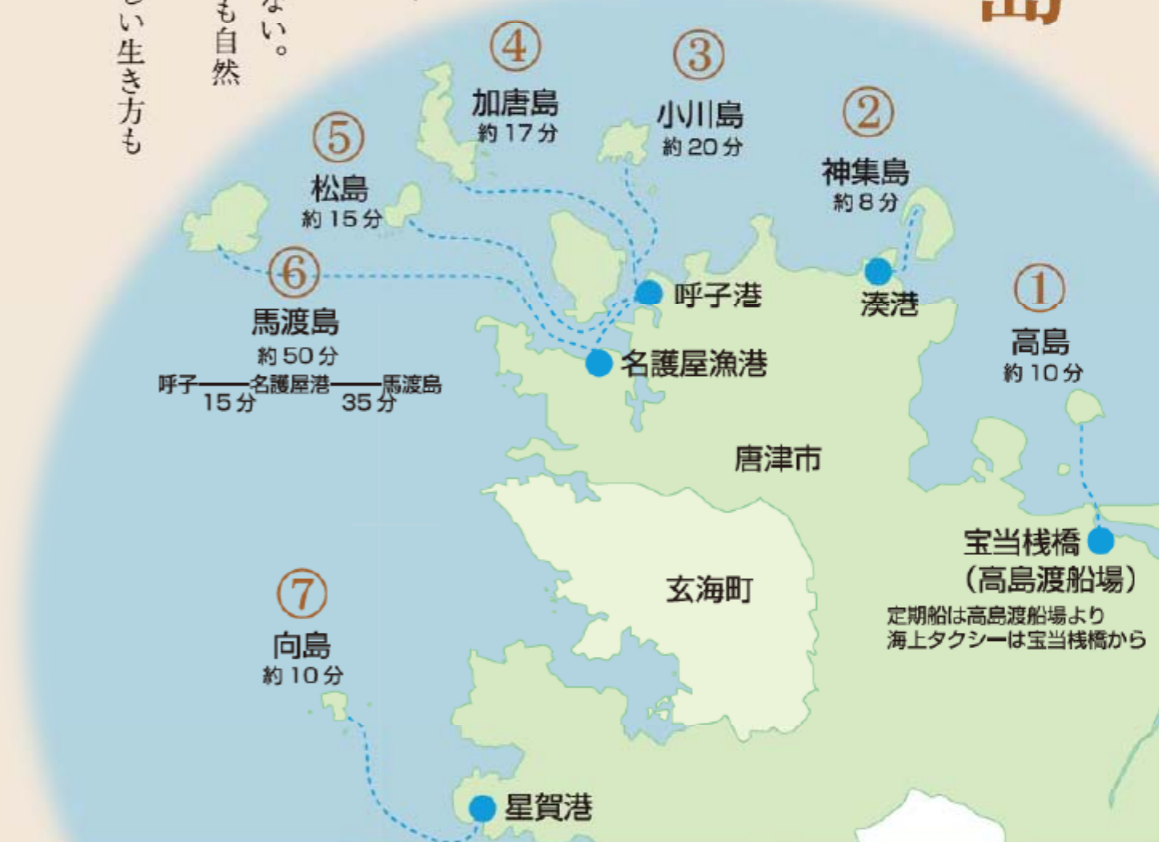 島
ない。
も自然
しい生き方も
④
加唐島
約17分
③
小川島
約20分
②
神集島
約8分
⑤
松島
約15分
⑥
馬渡島
約50分
呼子――名護屋港――馬渡島
15分 35分
呼子港
湊港
①
高島
約10分
名護屋漁港
唐津市
宝当桟橋
（高島渡船場）
定期船は高島渡船場より
海上タクシーは宝当桟橋から
玄海町
⑦
向島
約10分
星賀港